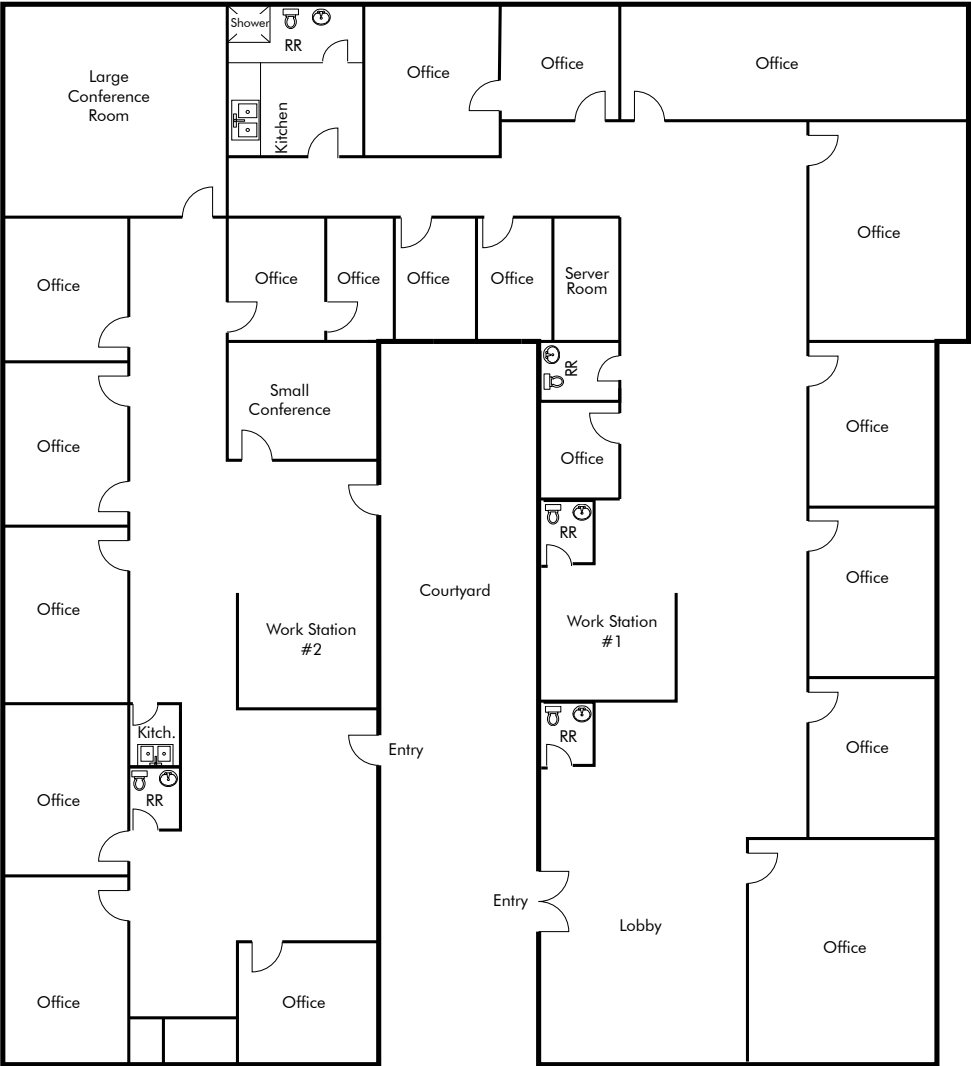 Shower
RR
Large
Conference
Room
Kitchen
Office
Office
Office
Office
Office
Office
Office
Office
Office
Server
Room
RR
Small
Conference
Office
Office
Office
RR
Office
Courtyard
Office
Work Station
#2
Work Station
#1
Kitch.
RR
Entry
RR
Office
Office
Entry
Lobby
Office
Office
Office